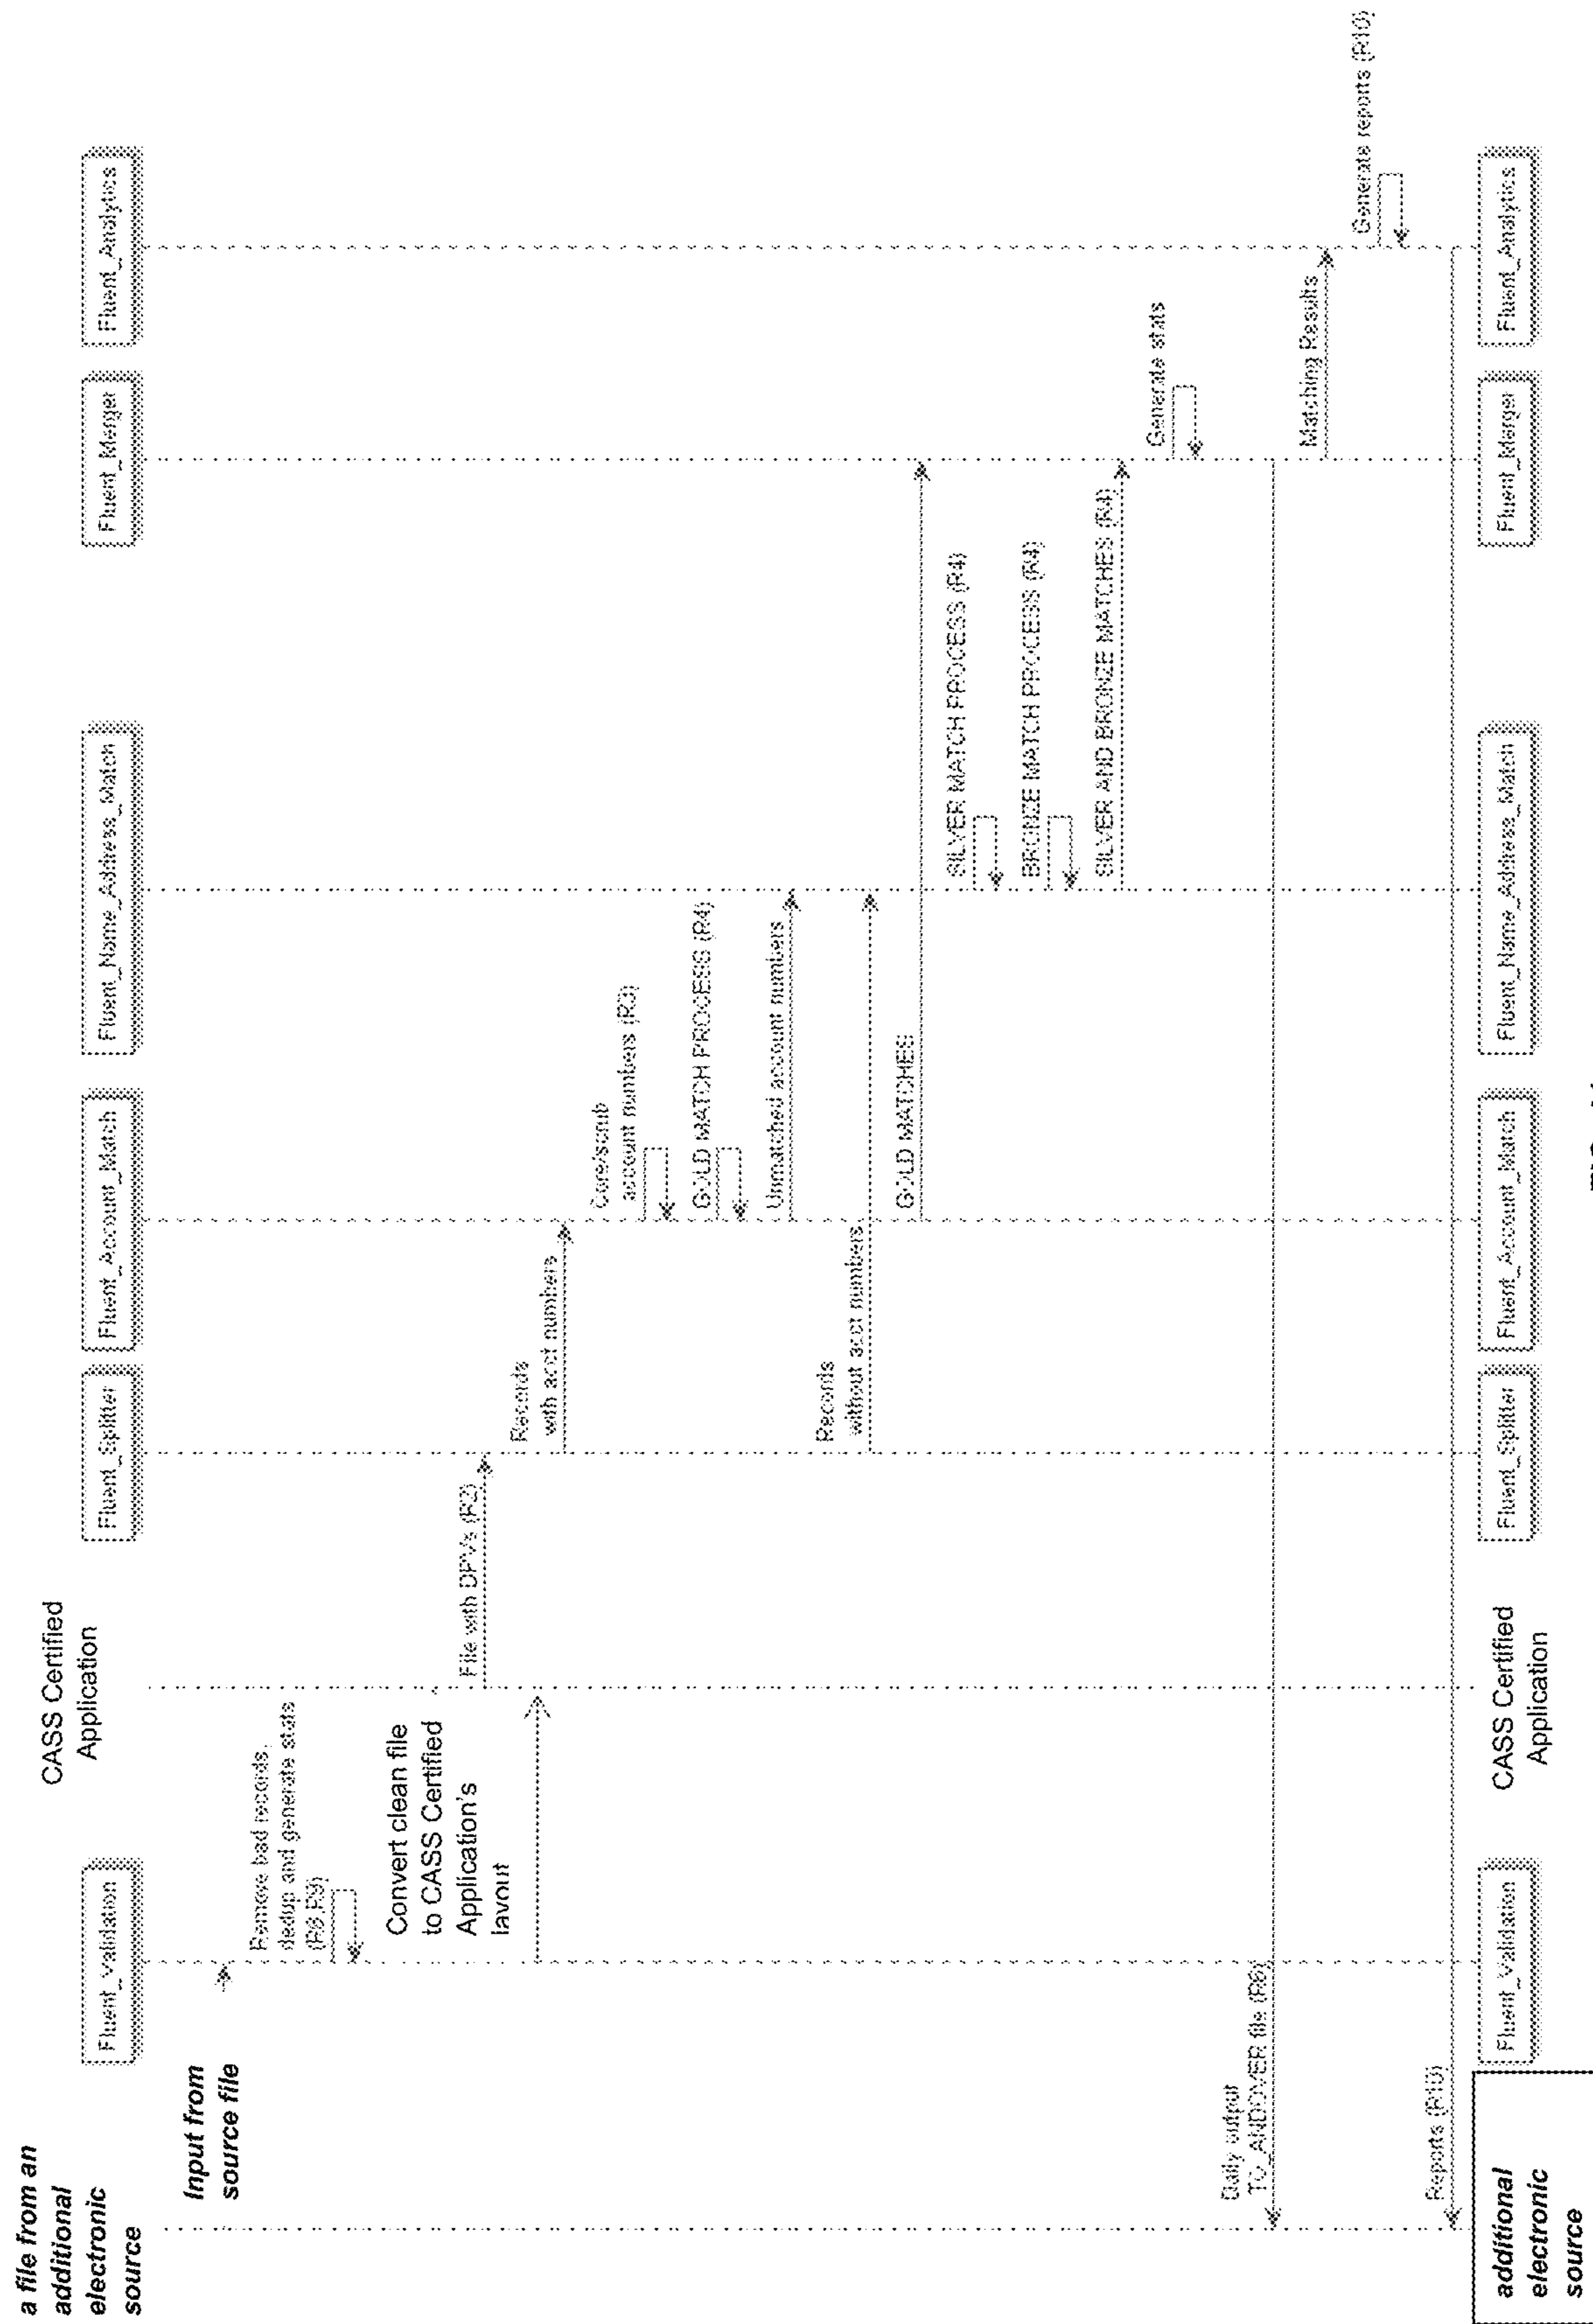 a file from an
additional
electronic
source
Fluent_Validation
CASS Certified
Application
Fluent_Splitter
Fluent_Account_Match
Fluent_Name_Address_Match
Fluent_Merger
Fluent_Analytics
Input from
source file
Remove bad records,
dedup and generate stats
Convert clean file
to CASS Certified
Application's
layout
File with DPVs (R2)
Records
with acct numbers
Core/scrub
account numbers (R3)
GOLD MATCH PROCESS (R4)
Unmatched account numbers
Records
without acct numbers
GOLD MATCHES
SILVER MATCH PROCESS (R4)
BRONZE MATCH PROCESS (R4)
SILVER AND BRONZE MATCHES (R4)
Generate stats
Daily output
TO_ANDOVER file (R6)
Matching Results
Generate reports (R10)
Reports (R10)
additional
electronic
source
Fluent_Validation
CASS Certified
Application
Fluent_Splitter
Fluent_Account_Match
Fluent_Name_Address_Match
Fluent_Merger
Fluent_Analytics